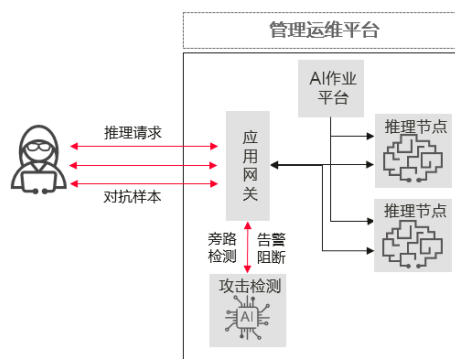 管理运维平台
AI作业
平台
推理请求
对抗样本
应
用
网
关
推理节点
推理节点
旁路
检测
告警
阻断
攻击检测
AI